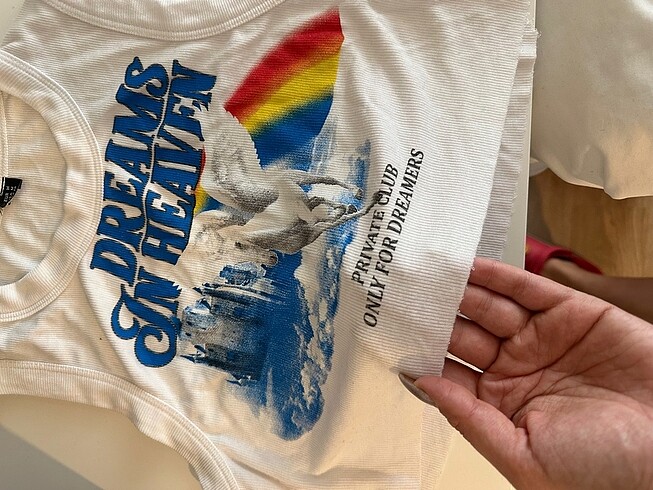 DREAMS
IN HEAVEN
PRIVATE CLUB
ONLY FOR DREAMERS